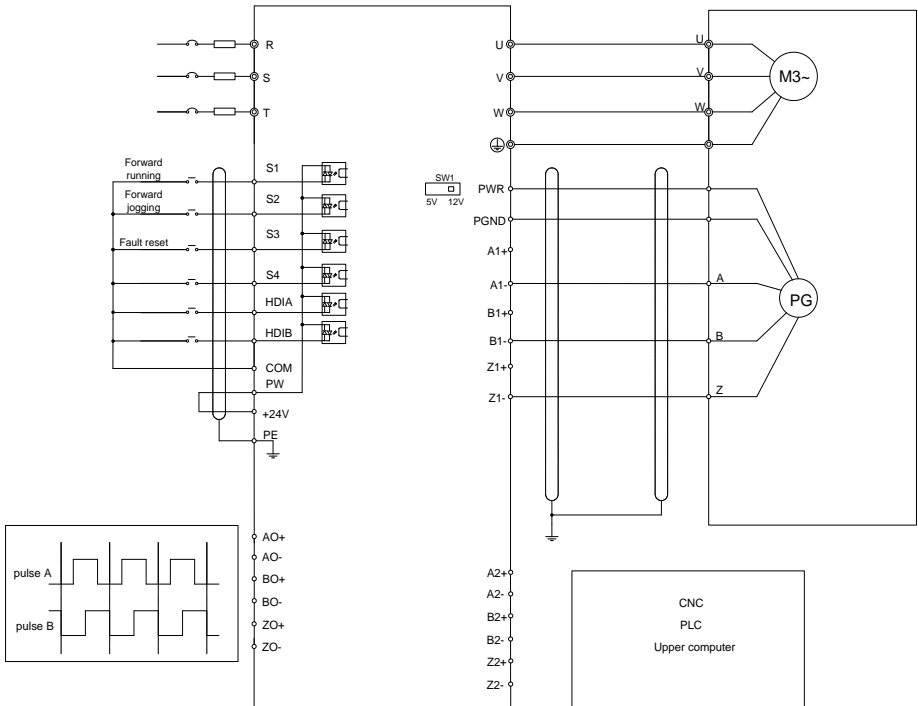 R
S
T
U
V
W
U
V
W
M3~
Forward
running
Forward
jogging
Fault reset
S1
S2
S3
S4
HDIA
HDIB
COM
PW
+24V
PE
SW1
5V 12V
PWR
PGND
A1+
A1-
B1+
B1-
Z1+
Z1-
A
B
Z
PG
pulse A
pulse B
AO+
AO-
BO+
BO-
ZO+
ZO-
A2+
A2-
B2+
B2-
Z2+
Z2-
CNC
PLC
Upper computer